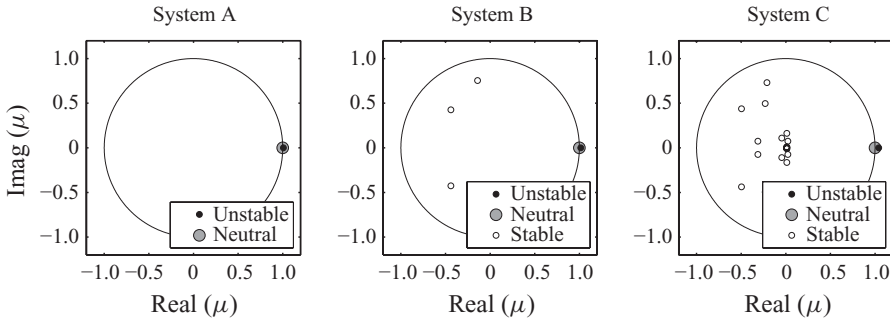 System A
System B
System C
Imag (μ)
1.0
0.5
0
−0.5
−1.0
−1.0
−0.5
0
0.5
1.0
Unstable
Neutral
Real (μ)
1.0
0.5
0
−0.5
−1.0
−1.0
−0.5
0
0.5
1.0
Unstable
Neutral
Stable
Real (μ)
1.0
0.5
0
−0.5
−1.0
−1.0
−0.5
0
0.5
1.0
Unstable
Neutral
Stable
Real (μ)